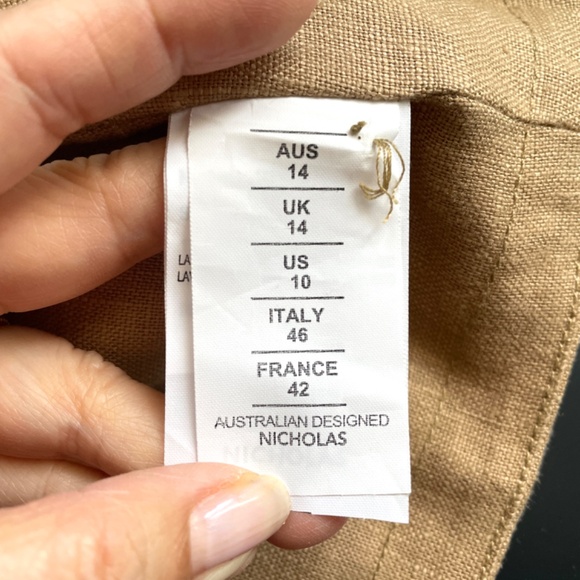 AUS
14
UK
14
US
10
ITALY
46
FRANCE
42
AUSTRALIAN DESIGNED
NICHOLAS